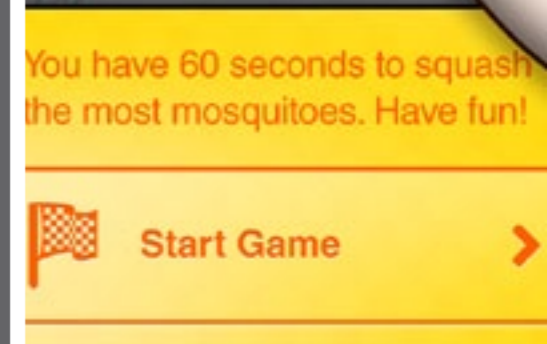 You have 60 seconds to squash
the most mosquitoes. Have fun!
Start Game